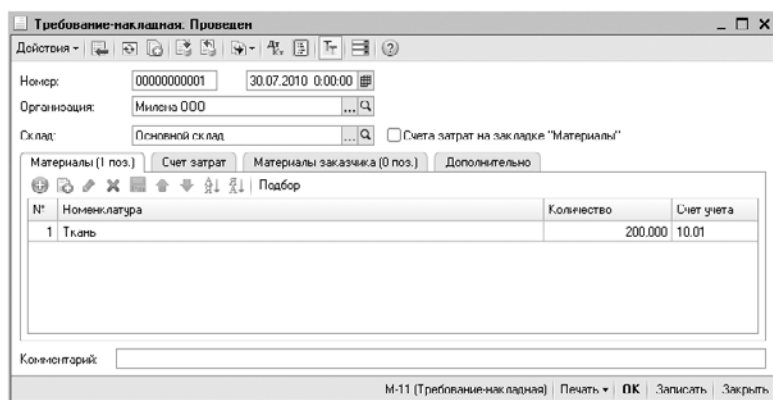 Требование-накладная: Проведен
Действия
Номер: 00000000001 30.07.2010 0:00:00
Организация: Милена ООО
Склад: Основной склад Счета затрат на закладке "Материалы"
Материалы (1 поз.) Счет затрат Материалы заказчика (0 поз.) Дополнительно
Подбор
N° Номенклатура Количество Счет учета
1 Ткань 200.000 10.01
Комментарий:
М-11 (Требование-накладная) Печать OK Записать Закрыть